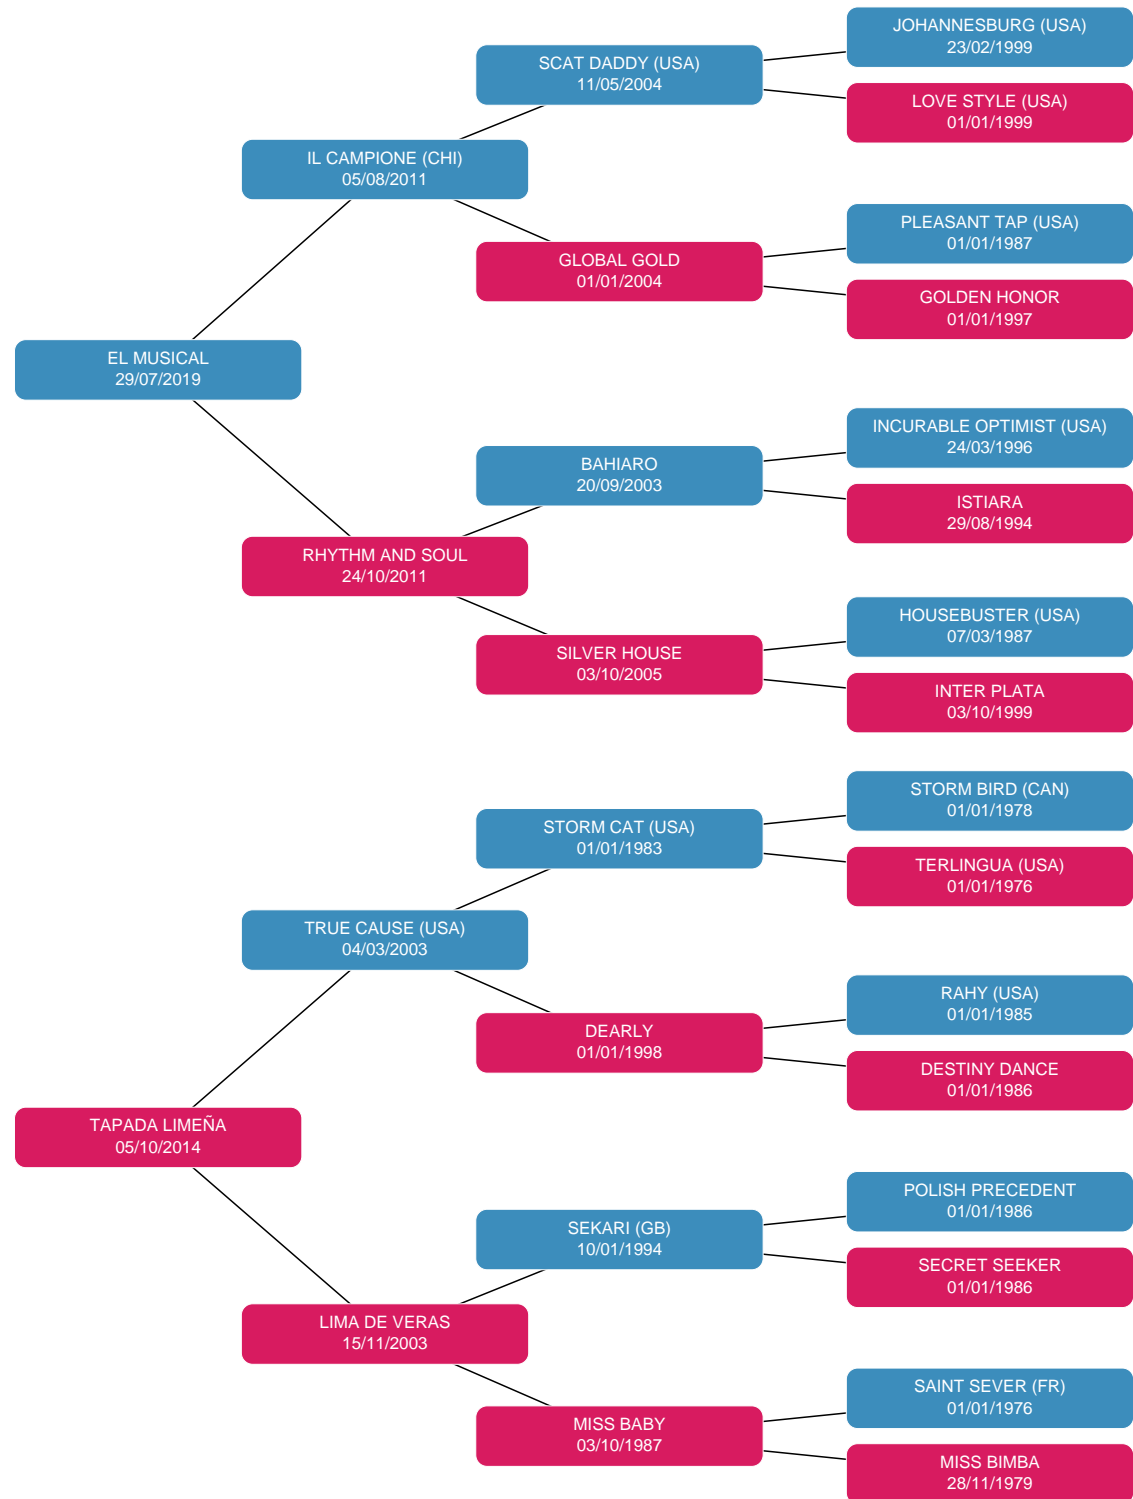 JOHANNESBURG (USA)
23/02/1999
SCAT DADDY (USA)
11/05/2004
LOVE STYLE (USA)
01/01/1999
IL CAMPIONE (CHI)
05/08/2011
PLEASANT TAP (USA)
01/01/1987
GLOBAL GOLD
01/01/2004
GOLDEN HONOR
01/01/1997
EL MUSICAL
29/07/2019
INCURABLE OPTIMIST (USA)
24/03/1996
BAHIARO
20/09/2003
ISTIARA
29/08/1994
RHYTHM AND SOUL
24/10/2011
HOUSEBUSTER (USA)
07/03/1987
SILVER HOUSE
03/10/2005
INTER PLATA
03/10/1999
STORM BIRD (CAN)
01/01/1978
STORM CAT (USA)
01/01/1983
TERLINGUA (USA)
01/01/1976
TRUE CAUSE (USA)
04/03/2003
RAHY (USA)
01/01/1985
DEARLY
01/01/1998
DESTINY DANCE
01/01/1986
TAPADA LIMEÑA
05/10/2014
POLISH PRECEDENT
01/01/1986
SEKARI (GB)
10/01/1994
SECRET SEEKER
01/01/1986
LIMA DE VERAS
15/11/2003
SAINT SEVER (FR)
01/01/1976
MISS BABY
03/10/1987
MISS BIMBA
28/11/1979